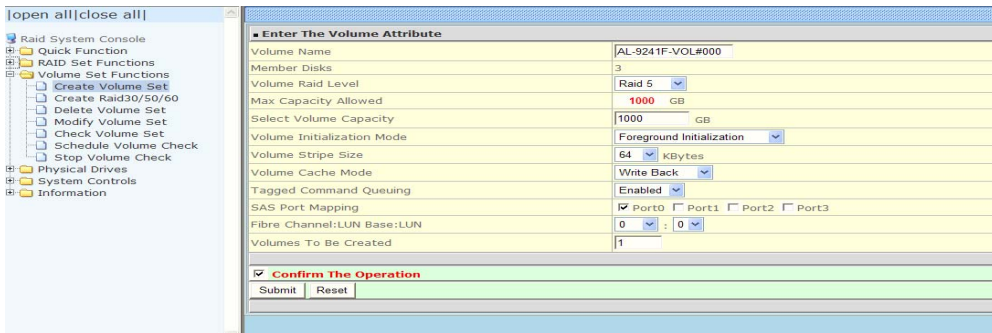 |open all|close all|
Raid System Console
Quick Function
RAID Set Functions
Volume Set Functions
Create Volume Set
Create Raid30/50/60
Delete Volume Set
Modify Volume Set
Check Volume Set
Schedule Volume Check
Stop Volume Check
Physical Drives
System Controls
Information
Enter The Volume Attribute
Volume Name AL-9241F-VOL#000
Member Disks 3
Volume Raid Level Raid 5
Max Capacity Allowed 1000 GB
Select Volume Capacity 1000 GB
Volume Initialization Mode Foreground Initialization
Volume Stripe Size 64 KBytes
Volume Cache Mode Write Back
Tagged Command Queuing Enabled
SAS Port Mapping Port0 Port1 Port2 Port3
Fibre Channel:LUN Base:LUN 0 : 0
Volumes To Be Created 1
Confirm The Operation
Submit Reset